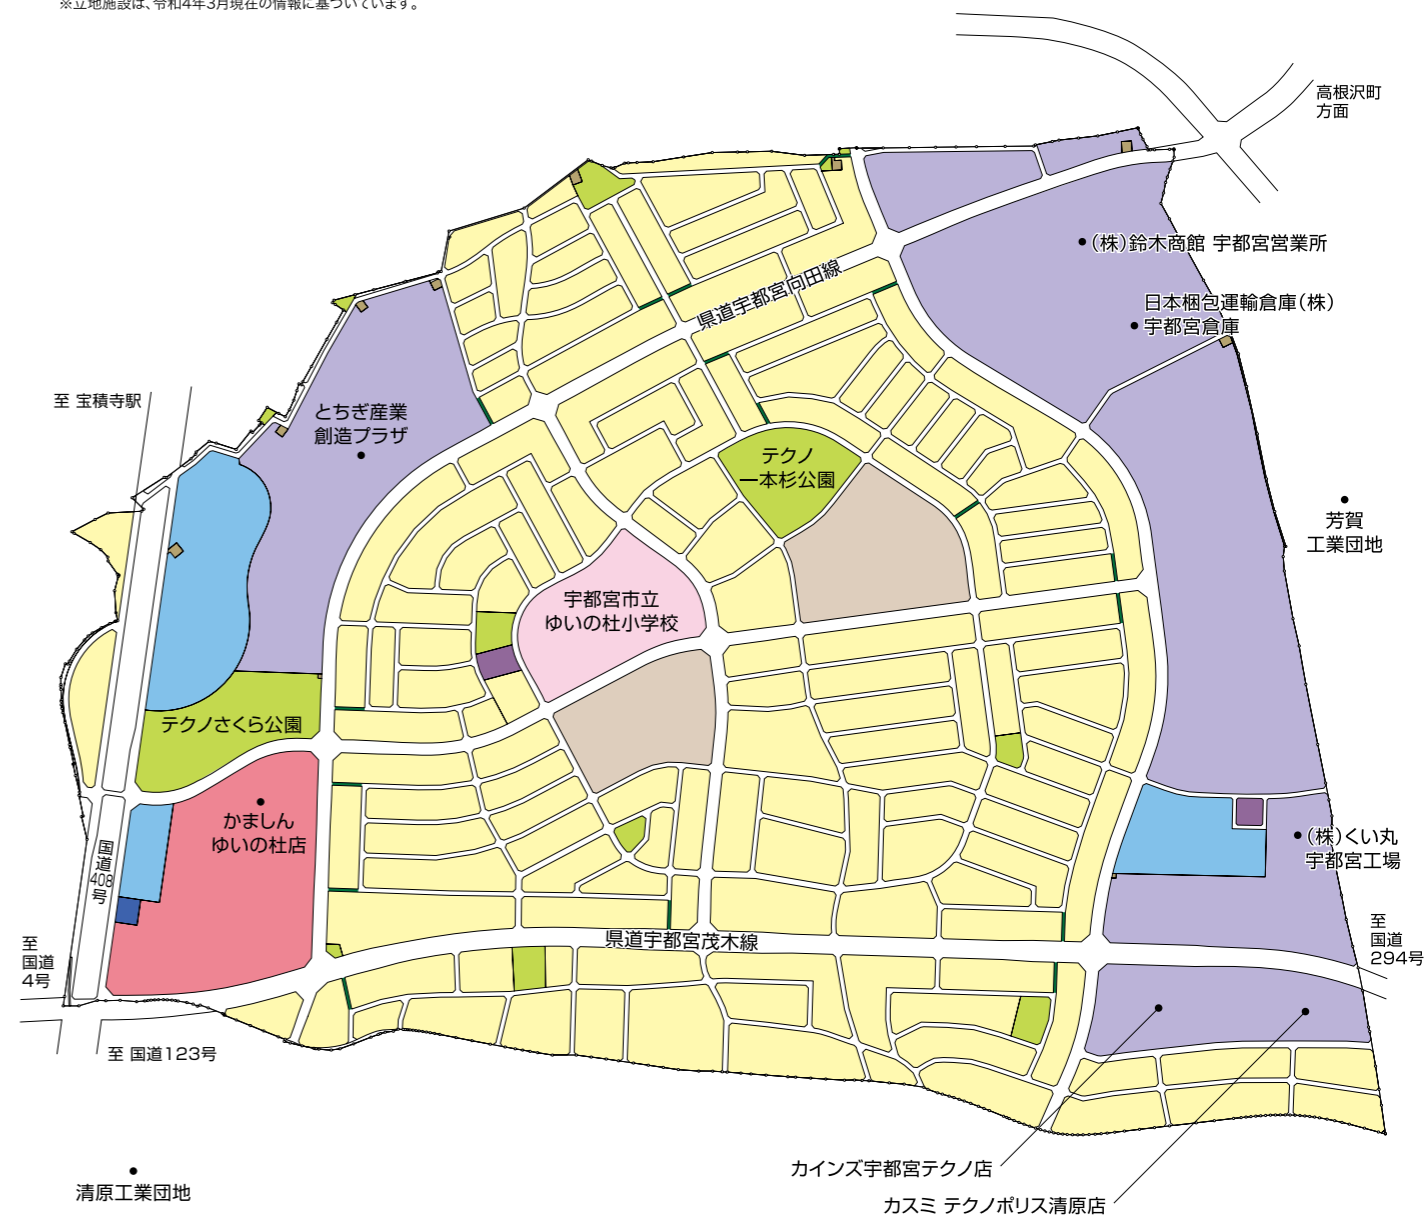 ※立地施設は、令和4年3月現在の情報に基づいています。
高根沢町
方面
(株)鈴木商館 宇都宮営業所
県道宇都宮向田線
日本梱包運輸倉庫(株)
宇都宮倉庫
至 宝積寺駅
とちぎ産業
創造プラザ
テクノ
一本杉公園
芳賀
工業団地
宇都宮市立
ゆいの杜小学校
テクノさくら公園
かましん
ゆいの杜店
国道
408
号
(株)くい丸
宇都宮工場
県道宇都宮茂木線
至
国道
4号
至
国道
294号
至 国道123号
カインズ宇都宮テクノ店
清原工業団地
カスミ テクノポリス清原店